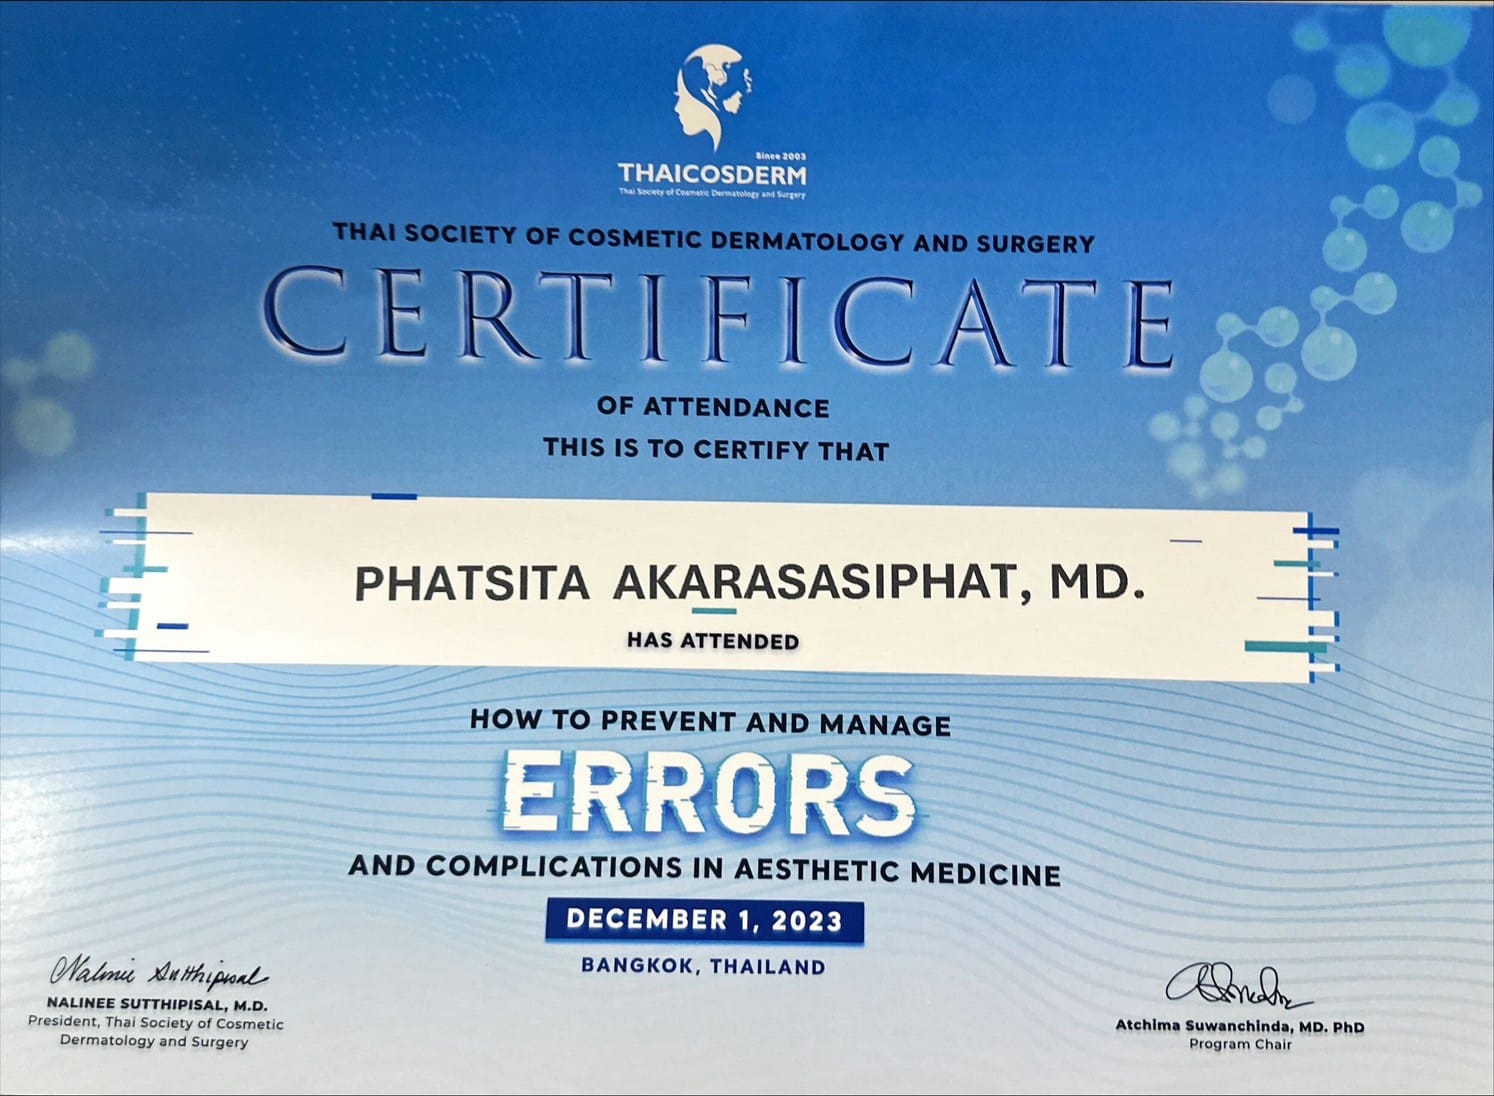 Since 2003
THAICOSDERM
Thai Society of Cosmetic Dermatology and Surgery
THAI SOCIETY OF COSMETIC DERMATOLOGY AND SURGERY
CERTIFICATE
OF ATTENDANCE
THIS IS TO CERTIFY THAT
PHATSITA AKARASASIPHAT, MD.
HAS ATTENDED
HOW TO PREVENT AND MANAGE
ERRORS
AND COMPLICATIONS IN AESTHETIC MEDICINE
DECEMBER 1, 2023
BANGKOK, THAILAND
Nalinee Sutthipisal
NALINEE SUTTHIPISAL, M.D.
President, Thai Society of Cosmetic
Dermatology and Surgery
Atchima Suwanchinda, MD. PhD
Program Chair